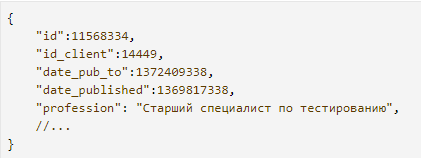 {
"id":11568334,
"id_client":14449,
"date_pub_to":1372409338,
"date_published":1369817338,
"profession": "Старший специалист по тестированию",
//...
}